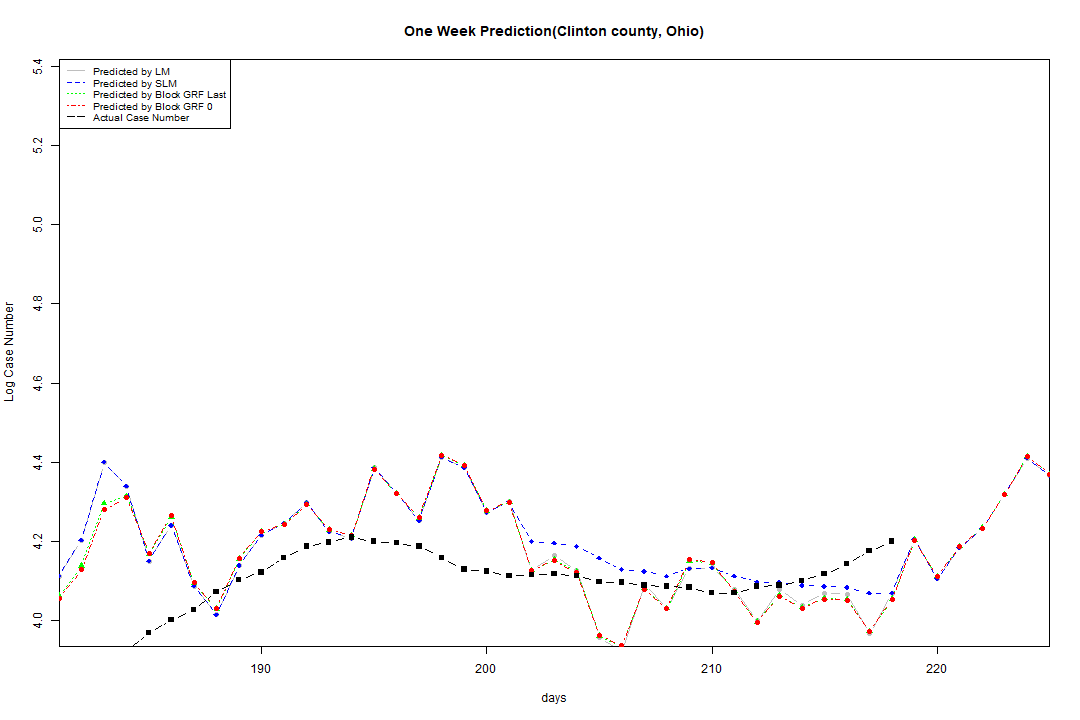 One Week Prediction(Clinton county, Ohio)
Predicted by LM
Predicted by SLM
Predicted by Block GRF Last
Predicted by Block GRF 0
Actual Case Number
5.4
5.2
5.0
4.8
4.6
4.4
4.2
4.0
Log Case Number
190 200 210 220
days